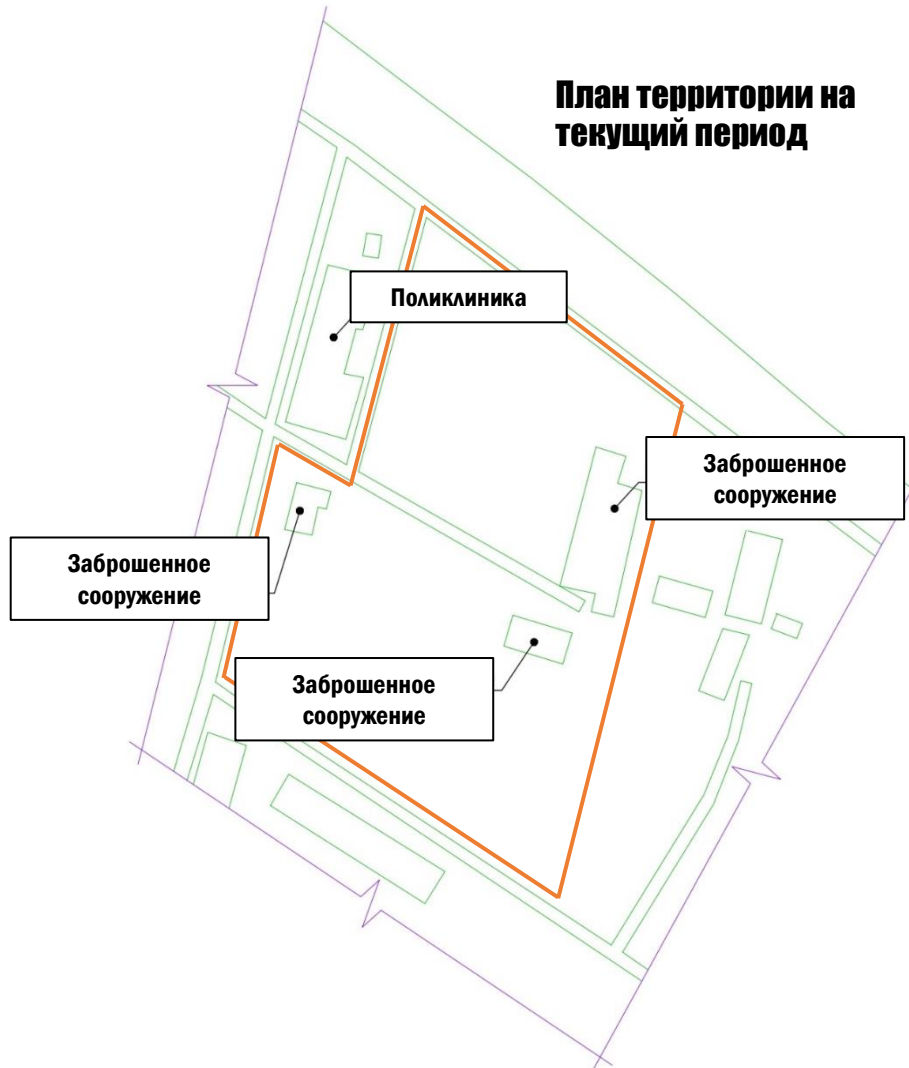 План территории на
текущий период
Поликлиника
Заброшенное
сооружение
Заброшенное
сооружение
Заброшенное
сооружение